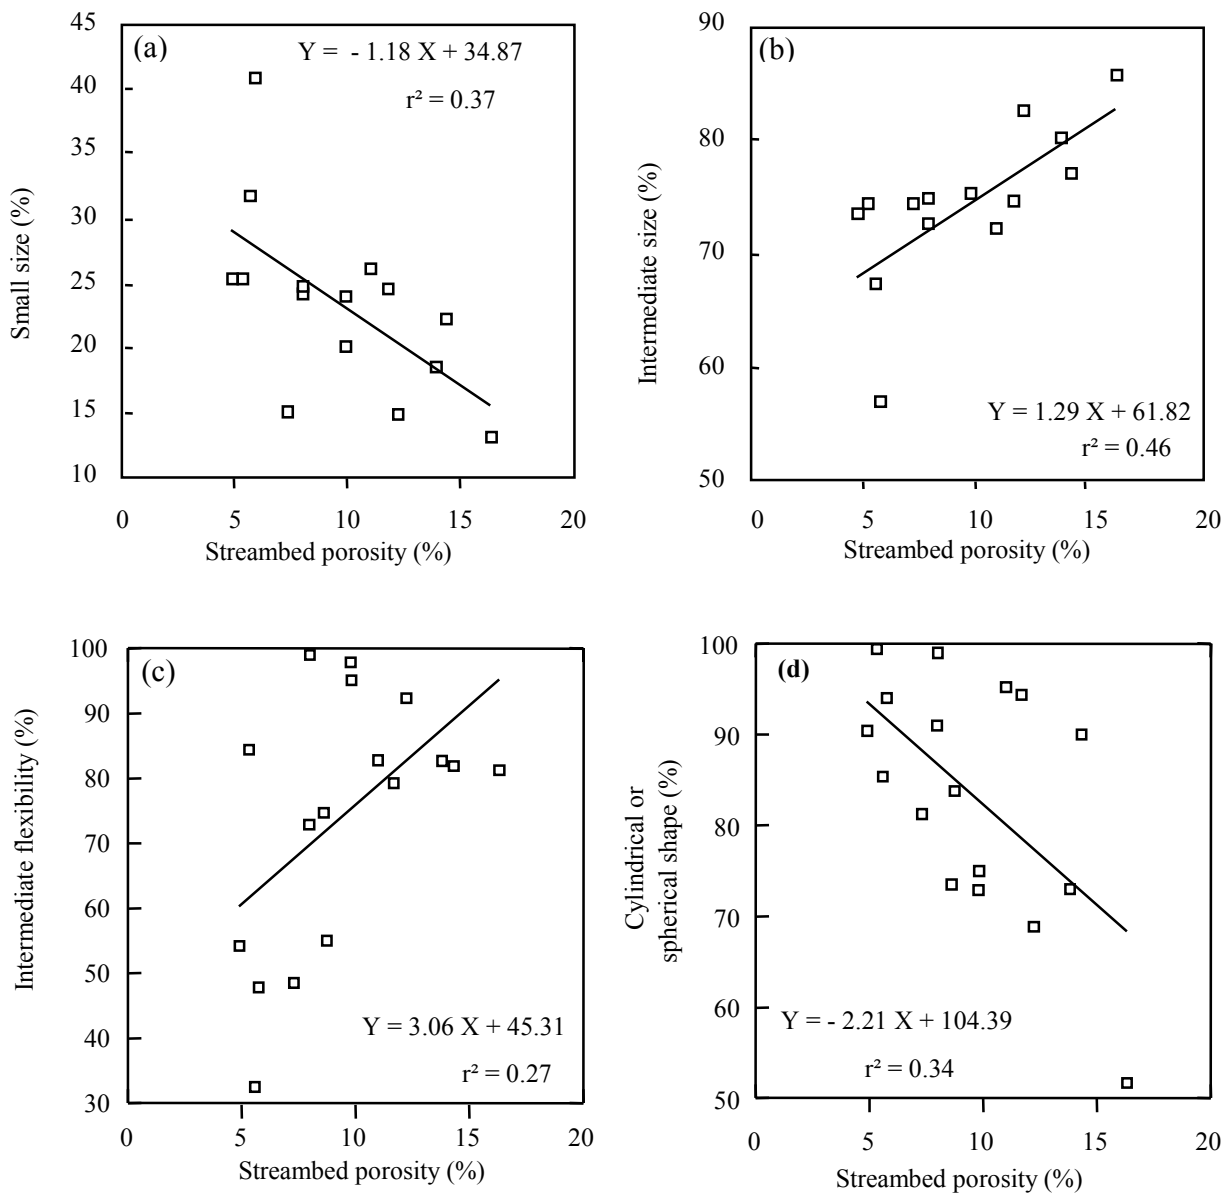 (a)
Y = - 1.18 X + 34.87
r² = 0.37
45
40
35
30
25
20
15
10
Small size (%)
0 5 10 15 20
Streambed porosity (%)
(b)
90
80
70
60
50
Intermediate size (%)
Y = 1.29 X + 61.82
r² = 0.46
0 5 10 15 20
Streambed porosity (%)
(c)
100
90
80
70
60
50
40
30
Intermediate flexibility (%)
Y = 3.06 X + 45.31
r² = 0.27
0 5 10 15 20
Streambed porosity (%)
(d)
100
90
80
70
60
50
Cylindrical or
spherical shape (%)
Y = - 2.21 X + 104.39
r² = 0.34
0 5 10 15 20
Streambed porosity (%)